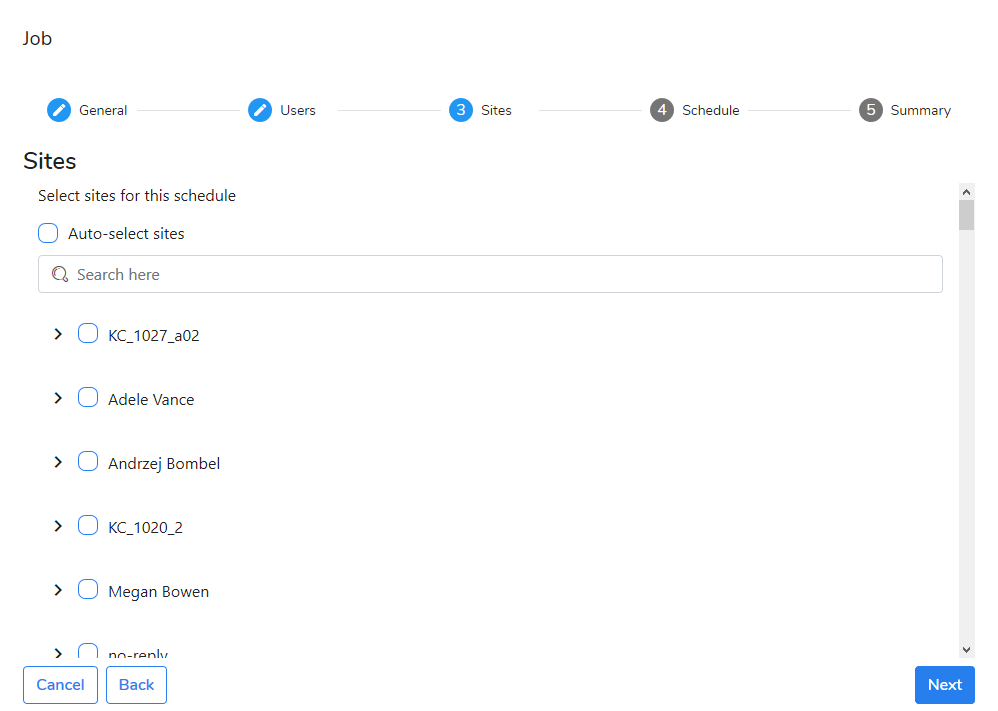 Job
General Users 3 Sites 4 Schedule 5 Summary
Sites
Select sites for this schedule
Auto-select sites
Search here
KC_1027_a02
Adele Vance
Andrzej Bombel
KC_1020_2
Megan Bowen
no-reply
Cancel Back Next